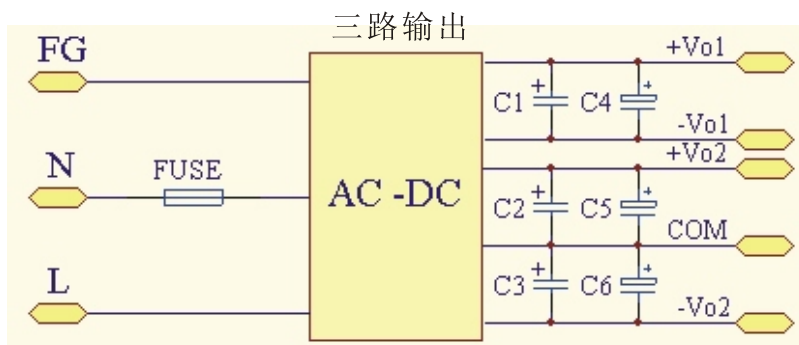 三路输出
FG
N
FUSE
L
AC -DC
+Vo1
C1
C4
-Vo1
+Vo2
C2
C5
COM
C3
C6
-Vo2
+
+
+
+
+
+